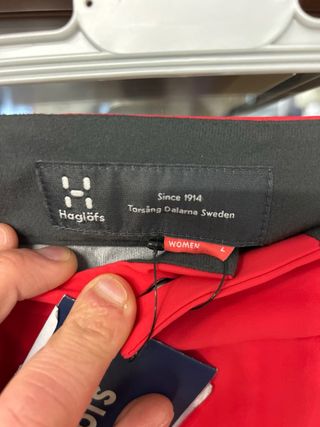 Haglöfs
Since 1914
Torsång Dalarna Sweden
WOMEN L